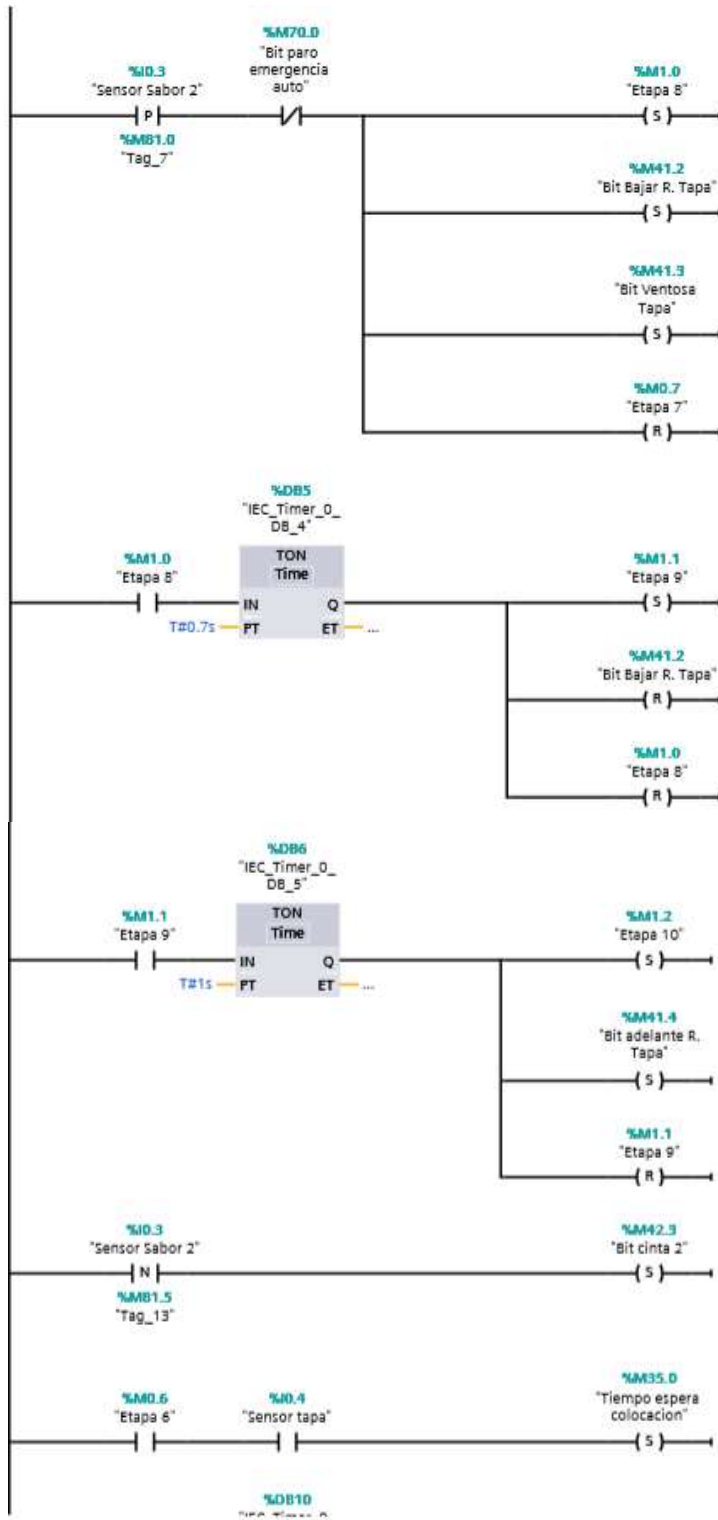 %M70.0
"Bit paro
emergencia
auto"
%I0.3
"Sensor Sabor 2"
P
%M81.0
"Tag_7"
%M1.0
"Etapa 8"
S
%M41.2
"Bit Bajar R. Tapa"
S
%M41.3
"Bit Ventosa
Tapa"
S
%M0.7
"Etapa 7"
R
%DB5
"IEC_Timer_0_
DB_4"
TON
Time
%M1.0
"Etapa 8"
IN Q
T#0.7s PT ET ...
%M1.1
"Etapa 9"
S
%M41.2
"Bit Bajar R. Tapa"
R
%M1.0
"Etapa 8"
R
%DB6
"IEC_Timer_0_
DB_5"
TON
Time
%M1.1
"Etapa 9"
IN Q
T#1s PT ET ...
%M1.2
"Etapa 10"
S
%M41.4
"Bit adelante R.
Tapa"
S
%M1.1
"Etapa 9"
R
%I0.3
"Sensor Sabor 2"
N
%M81.5
"Tag_13"
%M42.3
"Bit cinta 2"
S
%M0.6
"Etapa 6"
%I0.4
"Sensor tapa"
%M35.0
"Tiempo espera
colocacion"
S
%DB10